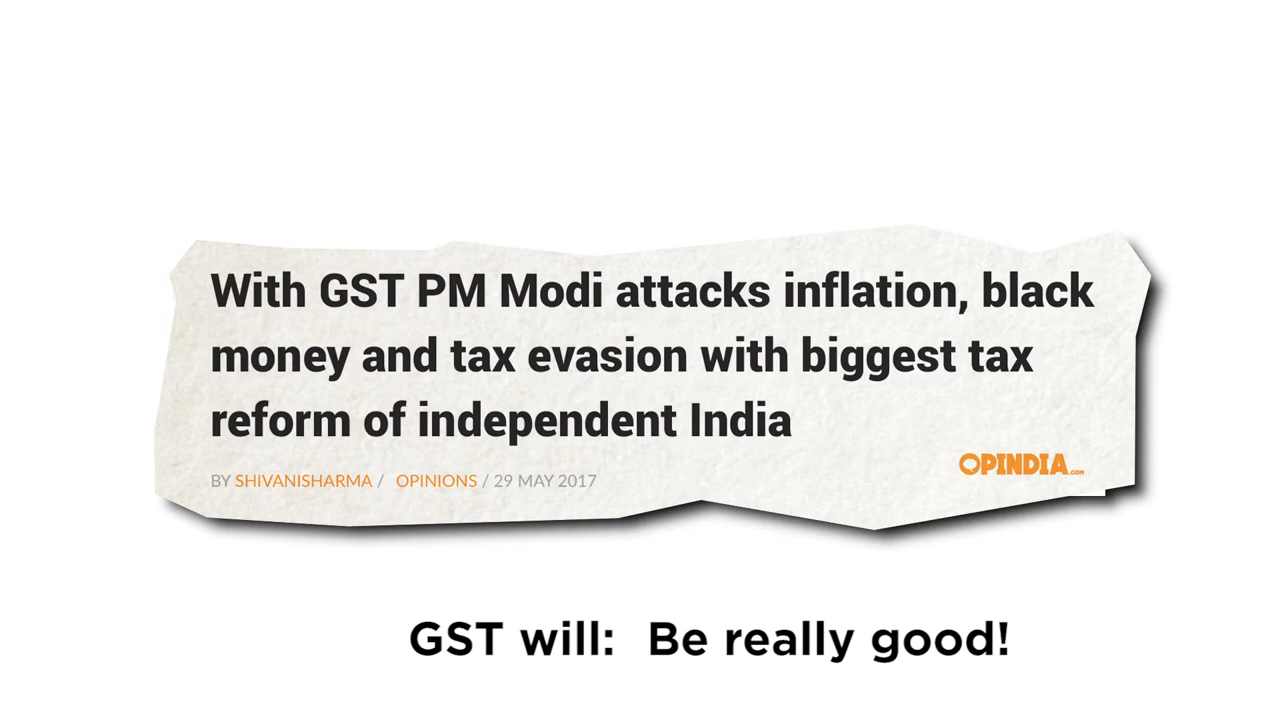 With GST PM Modi attacks inflation, black
money and tax evasion with biggest tax
reform of independent India
BY SHIVANISHARMA / OPINIONS / 29 MAY 2017
OPINDIA.com
GST will: Be really good!